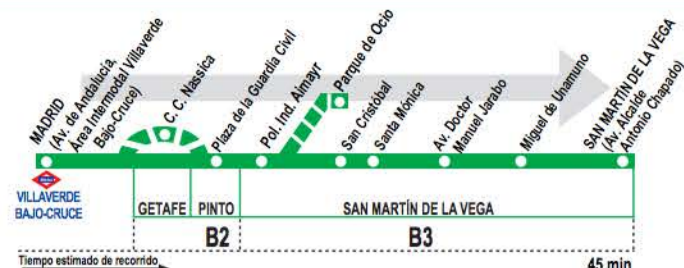 MADRID
(Av. de Andalucía,
Área Intermodal Villaverde
Bajo-Cruce)
C. C. Nassica
Plaza de la Guardia Civil
Pol. Ind. Aimayr
Parque de Ocio
San Cristóbal
Santa Mónica
Av. Doctor
Manuel Jarabo
Miguel de Unamuno
SAN MARTÍN DE LA VEGA
(Av. Alcalde
Antonio Chapado)
VILLAVERDE
BAJO-CRUCE
GETAFE
PINTO
SAN MARTÍN DE LA VEGA
B2
B3
Tiempo estimado de recorrido
45 min